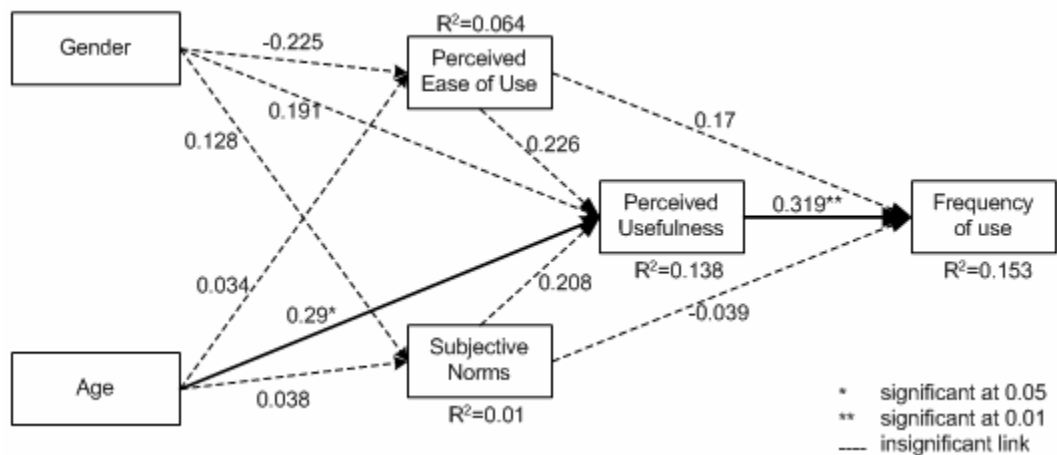 R²=0.064
Gender
-0.225
Perceived
Ease of Use
0.191
0.17
0.128
0.226
Perceived
Usefulness
0.319**
Frequency
of use
R²=0.138
R²=0.153
0.034
0.208
0.29*
-0.039
Subjective
Norms
Age
0.038
R²=0.01
* significant at 0.05
** significant at 0.01
---- insignificant link